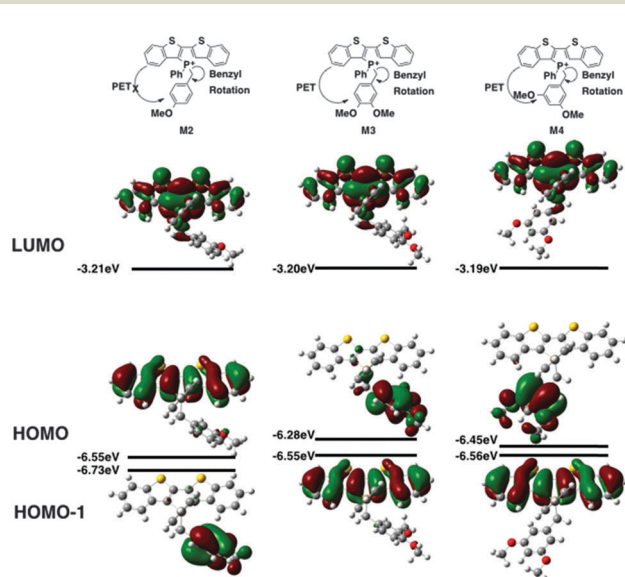 S S S S S S
P+ P+ P+
Ph Benzyl Ph Benzyl Ph Benzyl
PET X Rotation PET Rotation PET MeO Rotation
MeO MeO OMe OMe
M2 M3 M4
LUMO
-3.21eV -3.20eV -3.19eV
HOMO
-6.55eV -6.28eV -6.45eV
-6.73eV -6.55eV -6.56eV
HOMO-1